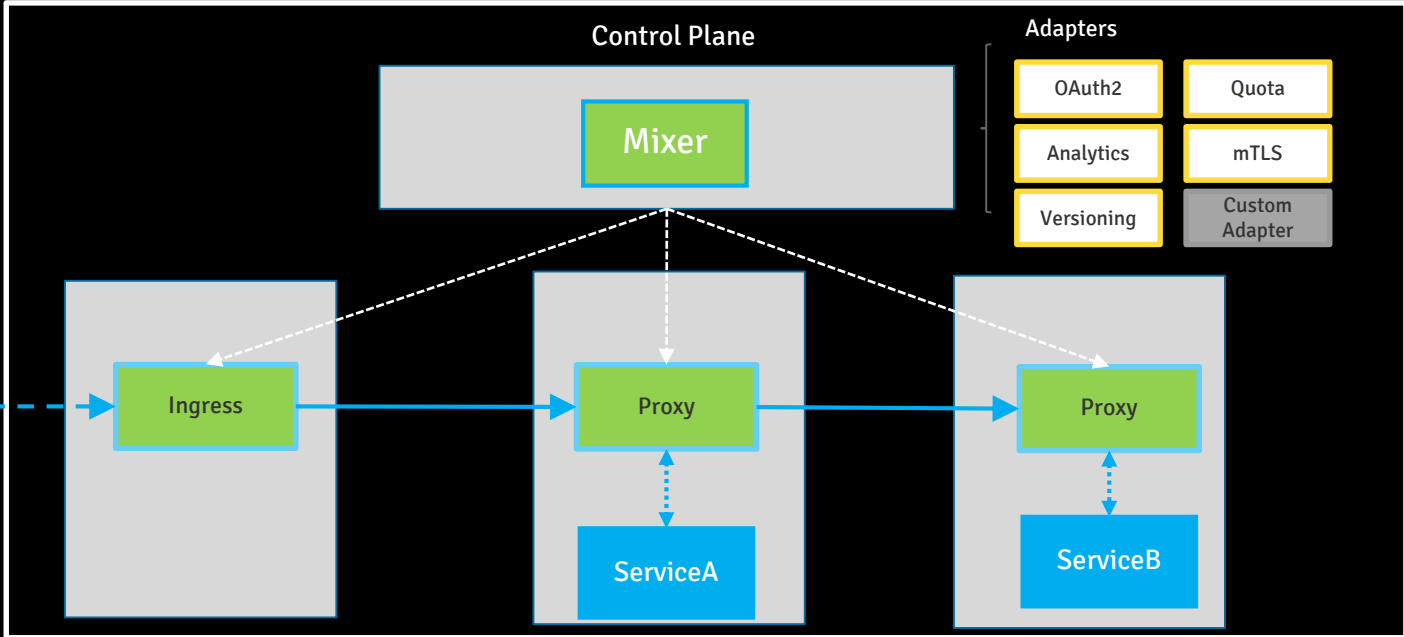 Control Plane
Adapters
Mixer
OAuth2
Quota
Analytics
mTLS
Versioning
Custom
Adapter
Ingress
Proxy
Proxy
ServiceA
ServiceB